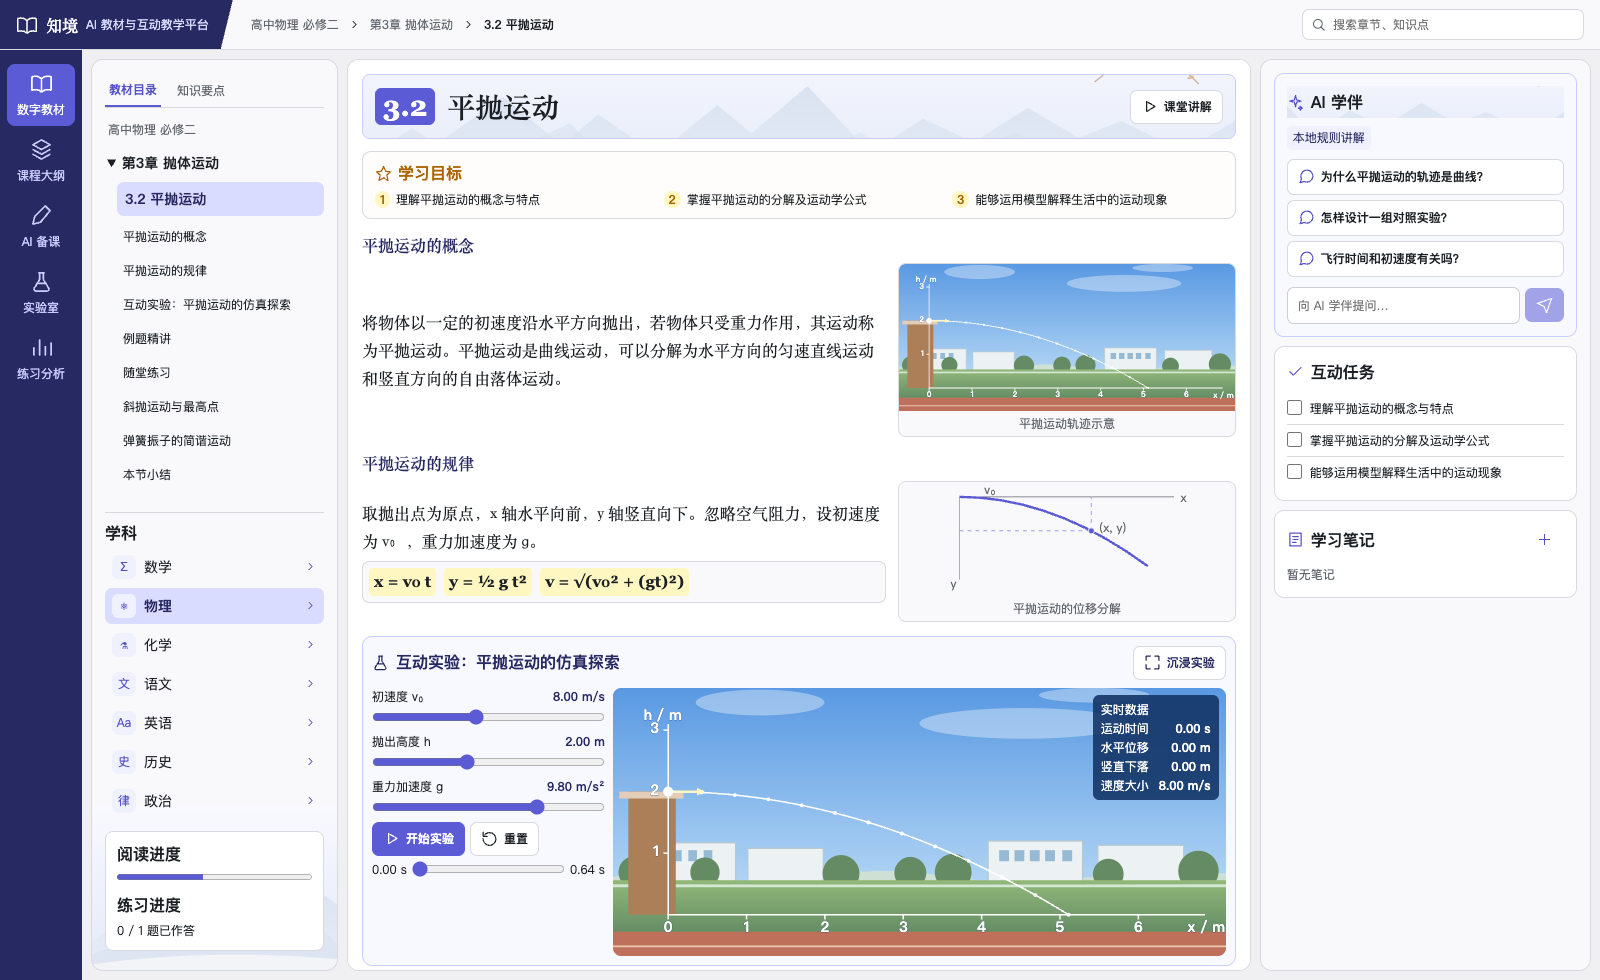 知境 AI 教材与互动教学平台
高中物理 必修二 > 第3章 抛体运动 > 3.2 平抛运动
搜索章节、知识点
数字教材
课程大纲
AI 备课
实验室
练习分析
教材目录 知识要点
高中物理 必修二
▼ 第3章 抛体运动
3.2 平抛运动
平抛运动的概念
平抛运动的规律
互动实验：平抛运动的仿真探索
例题精讲
随堂练习
斜抛运动与最高点
弹簧振子的简谐运动
本节小结
学科
Σ 数学
⚛ 物理
⚗ 化学
文 语文
Aa 英语
史 历史
律 政治
阅读进度
练习进度
0 / 1 题已作答
3.2 平抛运动
课堂讲解
学习目标
1 理解平抛运动的概念与特点
2 掌握平抛运动的分解及运动学公式
3 能够运用模型解释生活中的运动现象
平抛运动的概念
将物体以一定的初速度沿水平方向抛出，若物体只受重力作用，其运动称
为平抛运动。平抛运动是曲线运动，可以分解为水平方向的匀速直线运动
和竖直方向的自由落体运动。
h / m
3
2
1
0 1 2 3 4 5 6 x / m
平抛运动轨迹示意
平抛运动的规律
取抛出点为原点，x 轴水平向前，y 轴竖直向下。忽略空气阻力，设初速度
为 v₀ ，重力加速度为 g。
x = v₀ t y = ½ g t² v = √(v₀² + (gt)²)
v₀
x
(x, y)
y
平抛运动的位移分解
互动实验：平抛运动的仿真探索
沉浸实验
初速度 v₀ 8.00 m/s
抛出高度 h 2.00 m
重力加速度 g 9.80 m/s²
开始实验 重置
0.00 s 0.64 s
h / m
3
2
1
0 1 2 3 4 5 6 x / m
实时数据
运动时间 0.00 s
水平位移 0.00 m
竖直下落 0.00 m
速度大小 8.00 m/s
AI 学伴
本地规则讲解
为什么平抛运动的轨迹是曲线?
怎样设计一组对照实验?
飞行时间和初速度有关吗?
向 AI 学伴提问...
互动任务
理解平抛运动的概念与特点
掌握平抛运动的分解及运动学公式
能够运用模型解释生活中的运动现象
学习笔记 +
暂无笔记